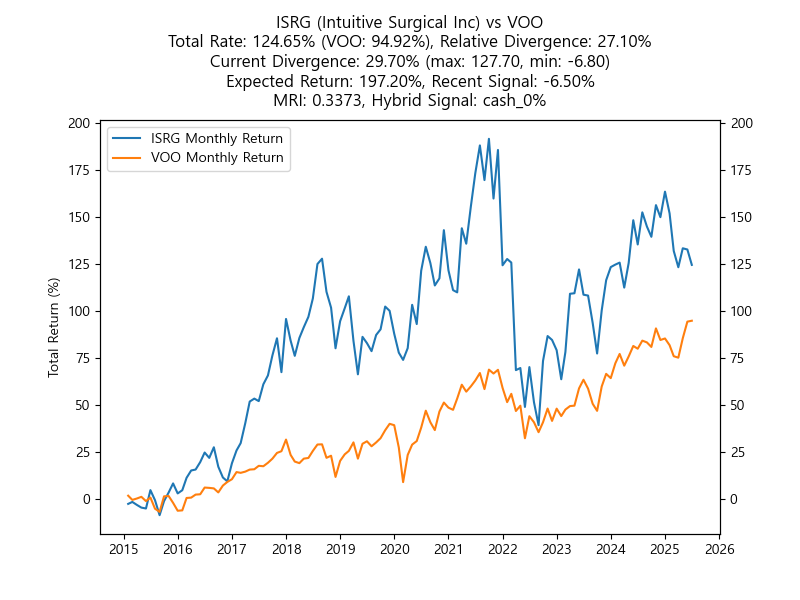 ISRG (Intuitive Surgical Inc) vs VOO
Total Rate: 124.65% (VOO: 94.92%), Relative Divergence: 27.10%
Current Divergence: 29.70% (max: 127.70, min: -6.80)
Expected Return: 197.20%, Recent Signal: -6.50%
MRI: 0.3373, Hybrid Signal: cash_0%
ISRG Monthly Return
VOO Monthly Return
Total Return (%)
200
175
150
125
100
75
50
25
0
200
175
150
125
100
75
50
25
0
2015 2016 2017 2018 2019 2020 2021 2022 2023 2024 2025 2026